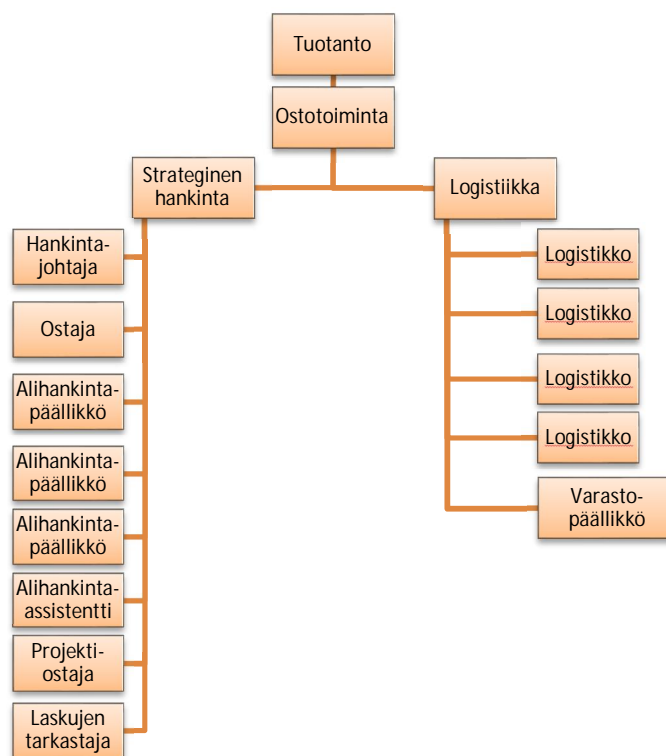 Tuotanto
Ostotoiminta
Strateginen
hankinta
Hankinta-
johtaja
Ostaja
Alihankinta-
päällikkö
Alihankinta-
päällikkö
Alihankinta-
päällikkö
Alihankinta-
assistentti
Projekti-
ostaja
Laskujen
tarkastaja
Logistiikka
Logistikko
Logistikko
Logistikko
Logistikko
Varasto-
päällikkö